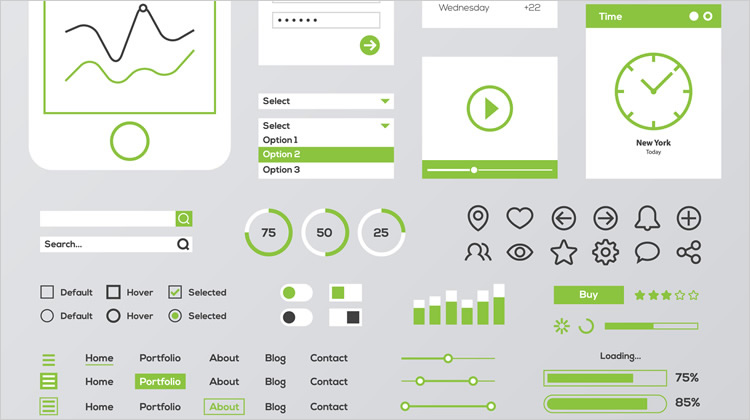 Wednesday +22
Time
••••••
Select
Select
Option 1
Option 2
Option 3
New York
Today
Search...
75 50 25
Default Hover Selected
Default Hover Selected
Buy
Home Portfolio About Blog Contact
Home Portfolio About Blog Contact
Home Portfolio About Blog Contact
Loading...
75%
85%